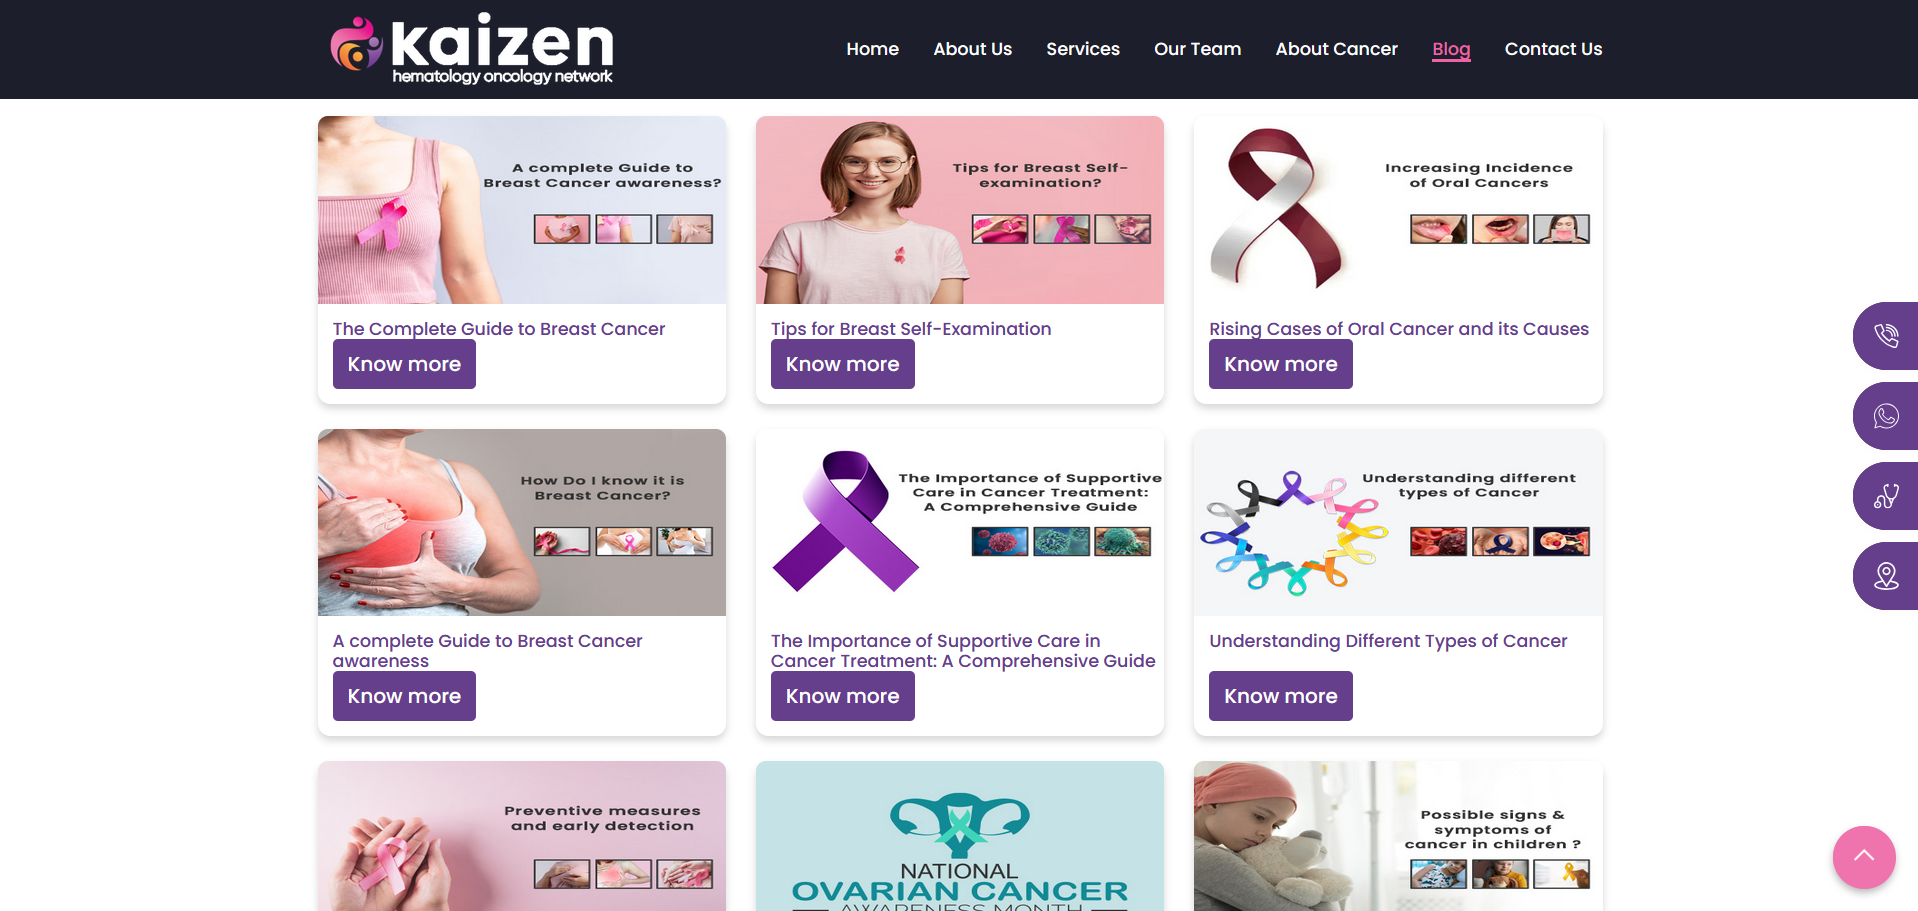 kaizen
hematology oncology network
Home
About Us
Services
Our Team
About Cancer
Blog
Contact Us
A complete Guide to
Breast Cancer awareness?
The Complete Guide to Breast Cancer
Know more
Tips for Breast Self-
examination?
Tips for Breast Self-Examination
Know more
Increasing Incidence
of Oral Cancers
Rising Cases of Oral Cancer and its Causes
Know more
How Do I know it is
Breast Cancer?
A complete Guide to Breast Cancer
awareness
Know more
The Importance of Supportive
Care in Cancer Treatment:
A Comprehensive Guide
The Importance of Supportive Care in
Cancer Treatment: A Comprehensive Guide
Know more
Understanding different
types of Cancer
Understanding Different Types of Cancer
Know more
Preventive measures
and early detection
NATIONAL
OVARIAN CANCER
AWARENESS MONTH
Possible signs &
symptoms of
cancer in children ?